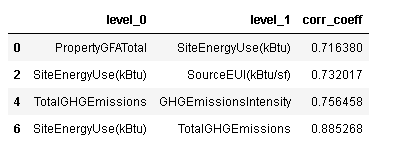 level_0 level_1 corr_coeff
0 PropertyGFATotal SiteEnergyUse(kBtu) 0.716380
2 SiteEnergyUse(kBtu) SourceEUI(kBtu/sf) 0.732017
4 TotalGHGEmissions GHGEmissionsIntensity 0.756458
6 SiteEnergyUse(kBtu) TotalGHGEmissions 0.885268